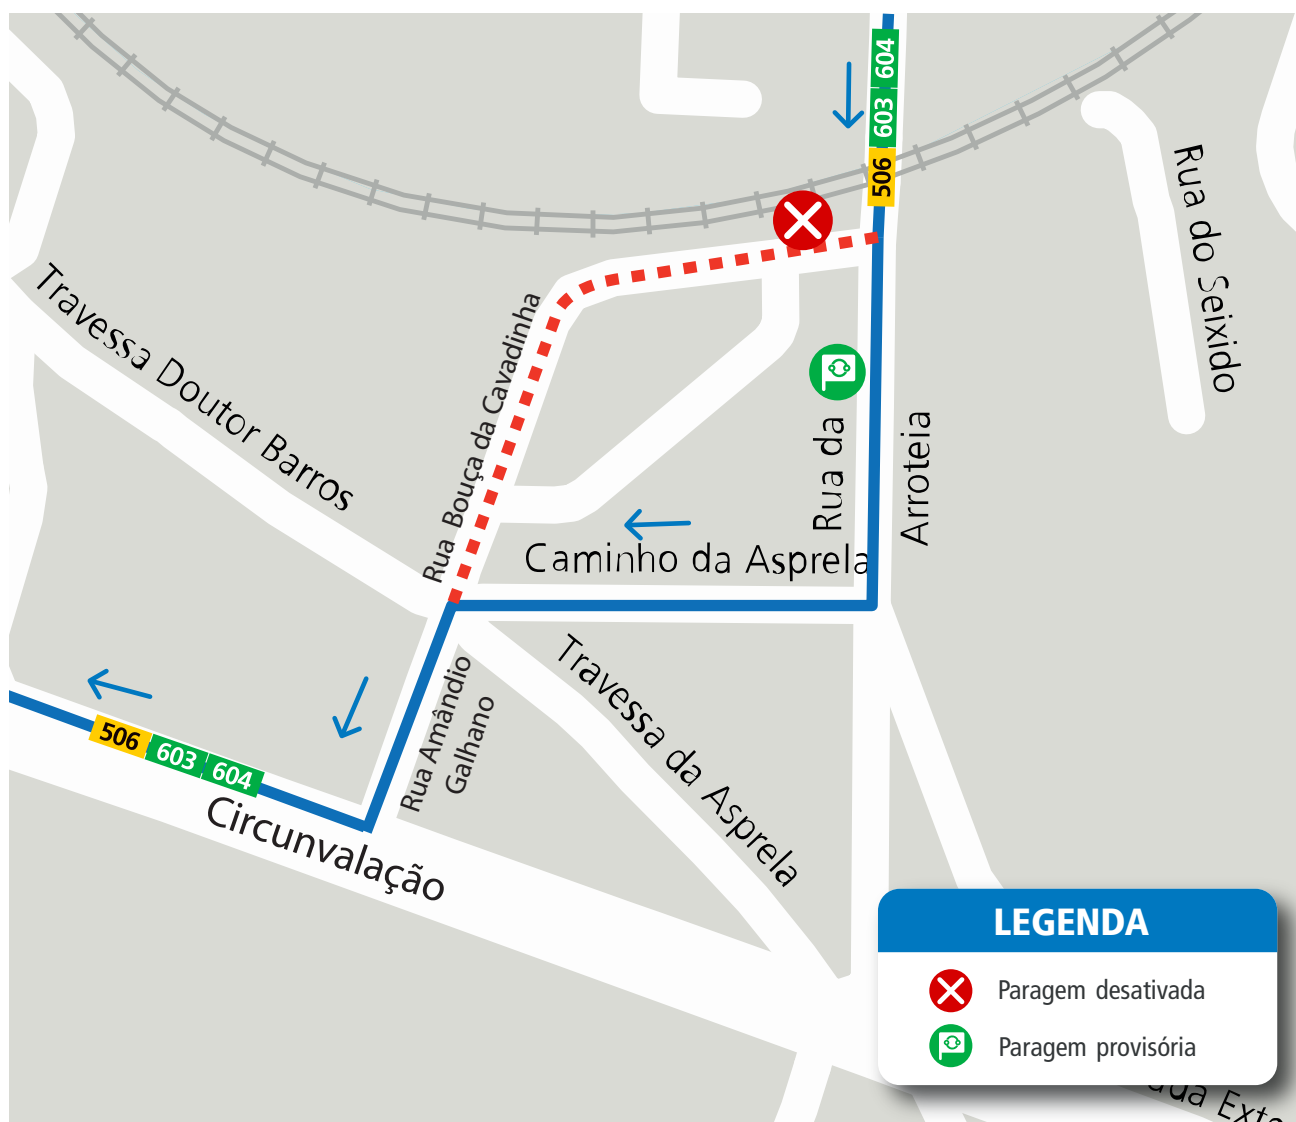 604
603
506
Rua do Seixido
Travessa Doutor Barros
Rua Bouça da Cavadinha
Rua da
Arroteia
Caminho da Asprela
Travessa da Asprela
Rua Amândio
Galhano
506
603
604
Circunvalação
LEGENDA
Paragem desativada
Paragem provisória